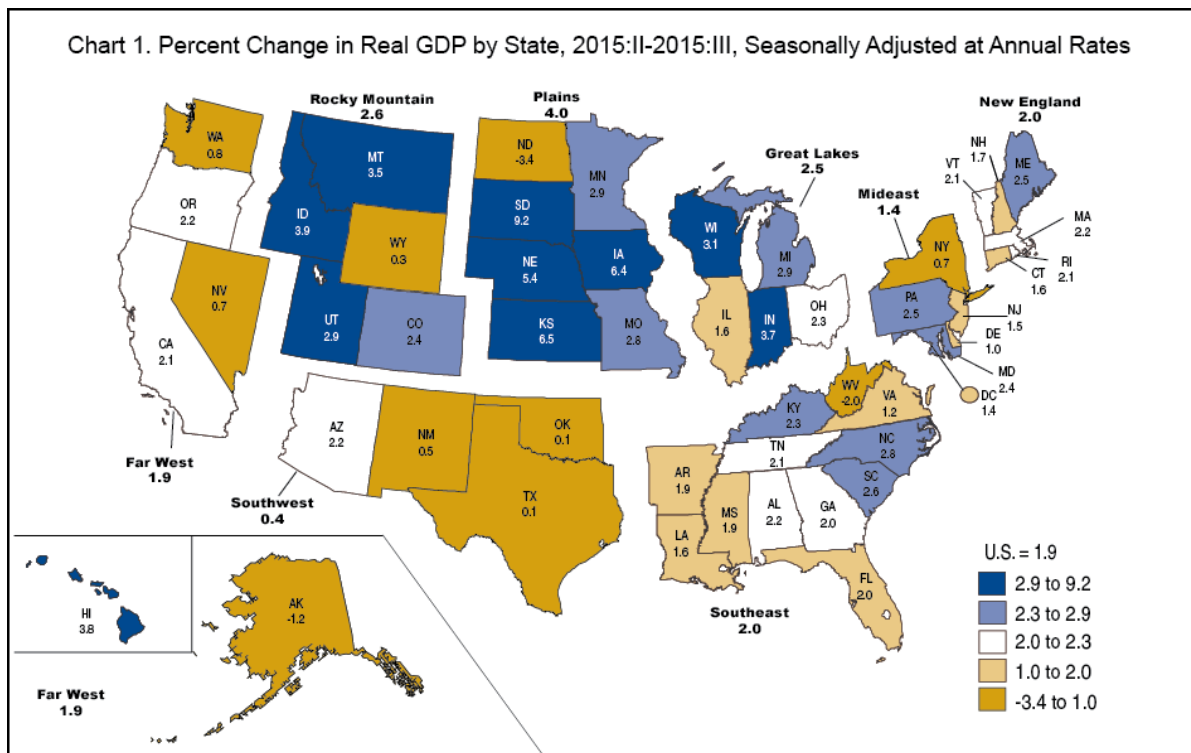 Chart 1. Percent Change in Real GDP by State, 2015:II-2015:III, Seasonally Adjusted at Annual Rates
Rocky Mountain
2.6
Plains
4.0
New England
2.0
Great Lakes
2.5
Mideast
1.4
WA
0.8
OR
2.2
CA
2.1
NV
0.7
MT
3.5
ID
3.9
WY
0.3
UT
2.9
CO
2.4
ND
-3.4
SD
9.2
NE
5.4
KS
6.5
MN
2.9
IA
6.4
MO
2.8
WI
3.1
MI
2.9
IL
1.6
IN
3.7
OH
2.3
NH
1.7
VT
2.1
ME
2.5
MA
2.2
RI
2.1
CT
1.6
NY
0.7
PA
2.5
NJ
1.5
DE
1.0
MD
2.4
DC
1.4
Far West
1.9
AZ
2.2
NM
0.5
OK
0.1
TX
0.1
Southwest
0.4
KY
2.3
WV
-2.0
VA
1.2
TN
2.1
NC
2.8
SC
2.6
AR
1.9
LA
1.6
MS
1.9
AL
2.2
GA
2.0
FL
2.0
Southeast
2.0
HI
3.8
AK
-1.2
Far West
1.9
U.S. = 1.9
2.9 to 9.2
2.3 to 2.9
2.0 to 2.3
1.0 to 2.0
-3.4 to 1.0